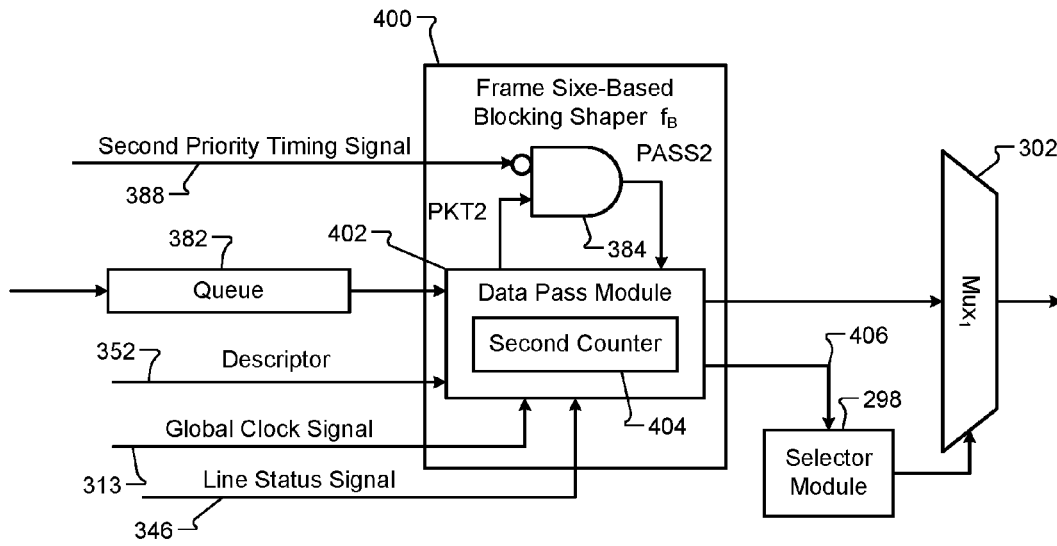 400
Frame Sixe-Based
Blocking Shaper fB
302
Second Priority Timing Signal
PASS2
388
PKT2
384
382
402
Queue
Data Pass Module
Mux1
352
Descriptor
Second Counter
406
404
298
Global Clock Signal
313
Line Status Signal
346
Selector
Module